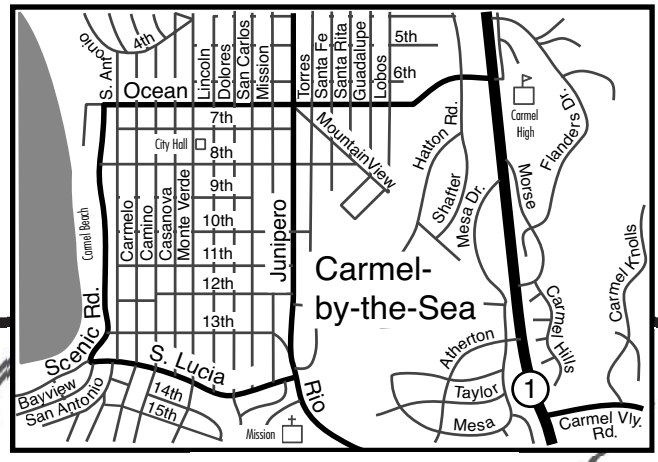 S. Antonio
4th
Lincoln
Dolores
San Carlos
Mission
Torres
Santa Fe
Santa Rita
Guadalupe
Lobos
5th
6th
Ocean
7th
City Hall
8th
Mountain View
9th
10th
11th
12th
13th
Carmel Beach
Carmelo
Camino
Casanova
Monte Verde
Junipero
Hatton Rd.
Shafter
Mesa Dr.
Morse
Flanders Dr.
Carmel
High
Carmel-
by-the-Sea
Carmel Knolls
Carmel Hills
Scenic Rd.
S. Lucia
Bayview
San Antonio
14th
15th
Mission
Rio
Atherton
Taylor
Mesa
1
Carmel Vly.
Rd.